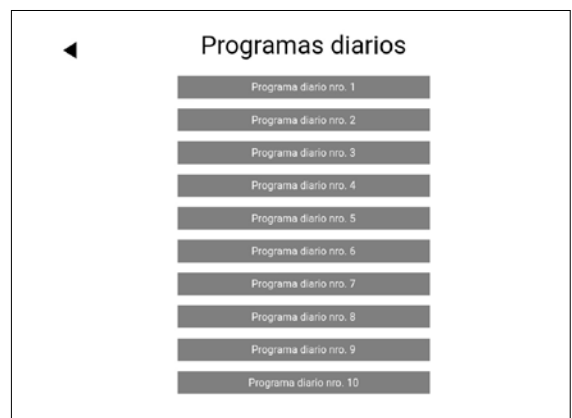 Programas diarios
Programa diario nro. 1
Programa diario nro. 2
Programa diario nro. 3
Programa diario nro. 4
Programa diario nro. 5
Programa diario nro. 6
Programa diario nro. 7
Programa diario nro. 8
Programa diario nro. 9
Programa diario nro. 10